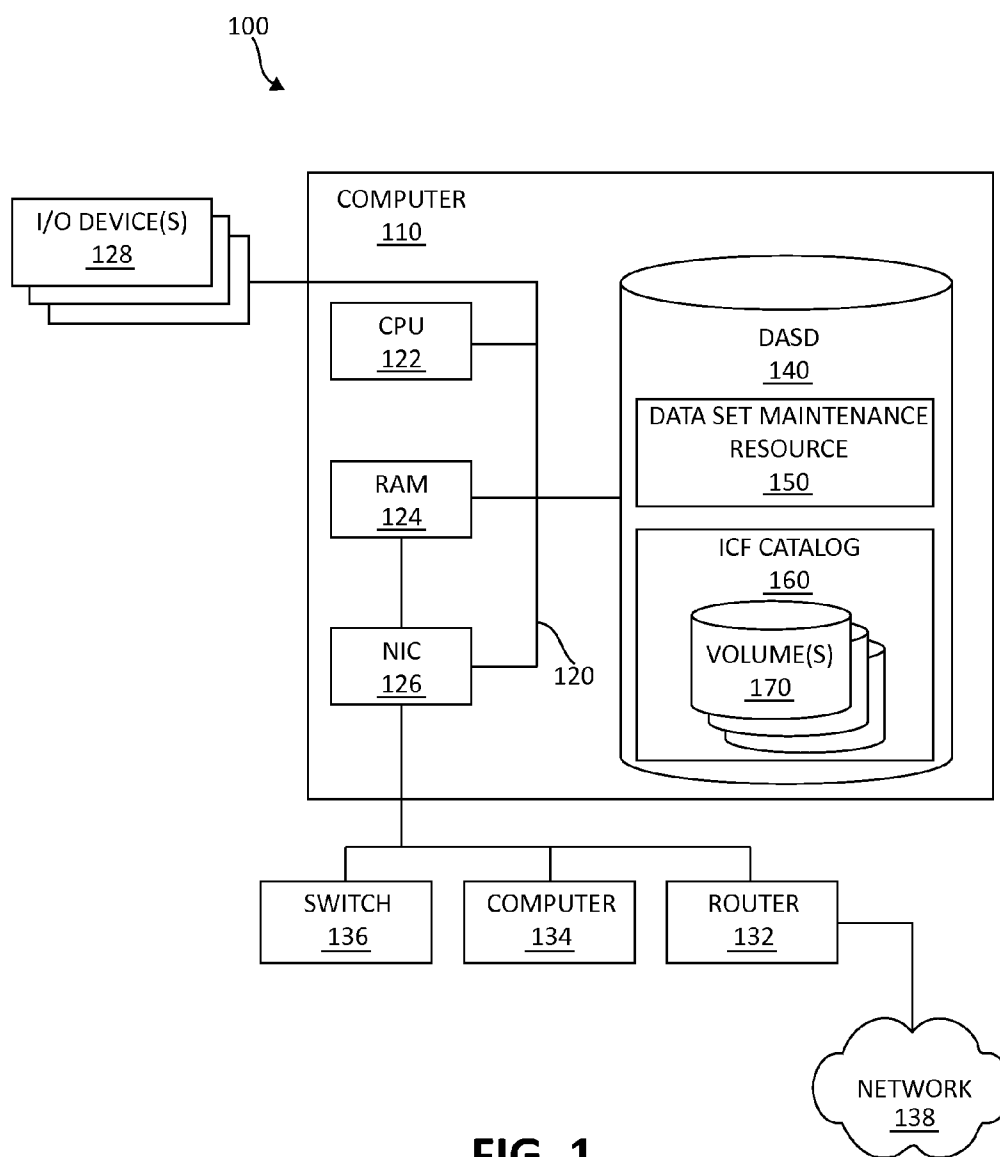 100
I/O DEVICE(S)
128
COMPUTER
110
CPU
122
RAM
124
NIC
126
120
DASD
140
DATA SET MAINTENANCE
RESOURCE
150
ICF CATALOG
160
VOLUME(S)
170
SWITCH
136
COMPUTER
134
ROUTER
132
NETWORK
138
FIG. 1